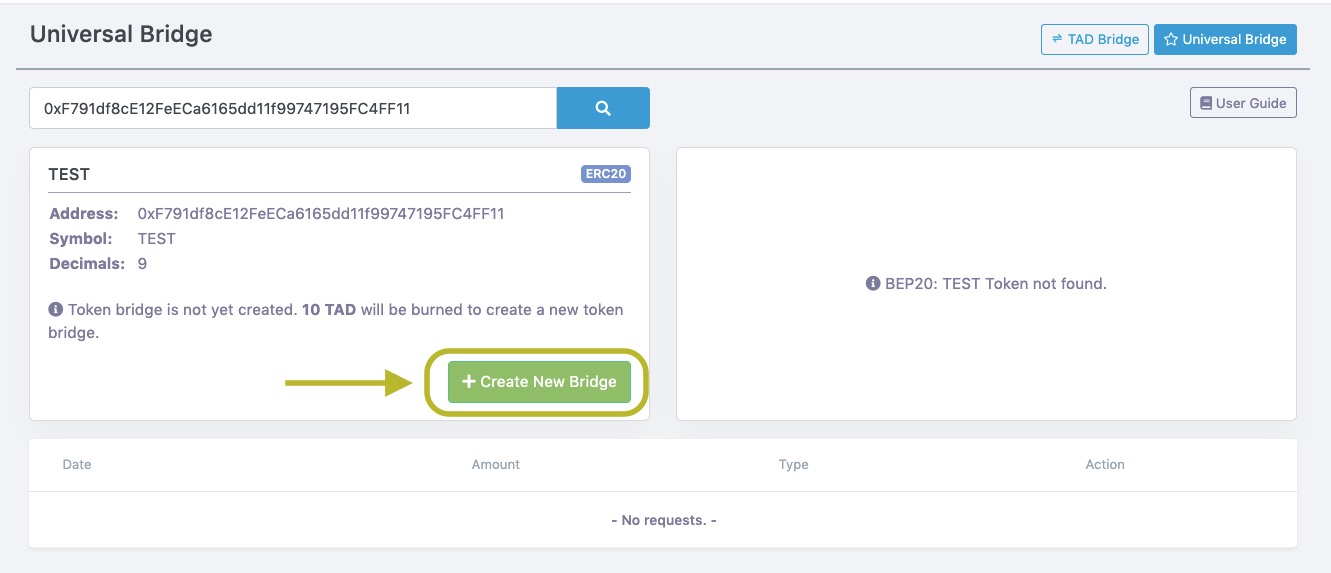 Universal Bridge
TAD Bridge
Universal Bridge
0xF791df8cE12FeECa6165dd11f99747195FC4FF11
User Guide
TEST
ERC20
Address: 0xF791df8cE12FeECa6165dd11f99747195FC4FF11
Symbol: TEST
Decimals: 9
Token bridge is not yet created. 10 TAD will be burned to create a new token
bridge.
+ Create New Bridge
BEP20: TEST Token not found.
Date Amount Type Action
- No requests. -